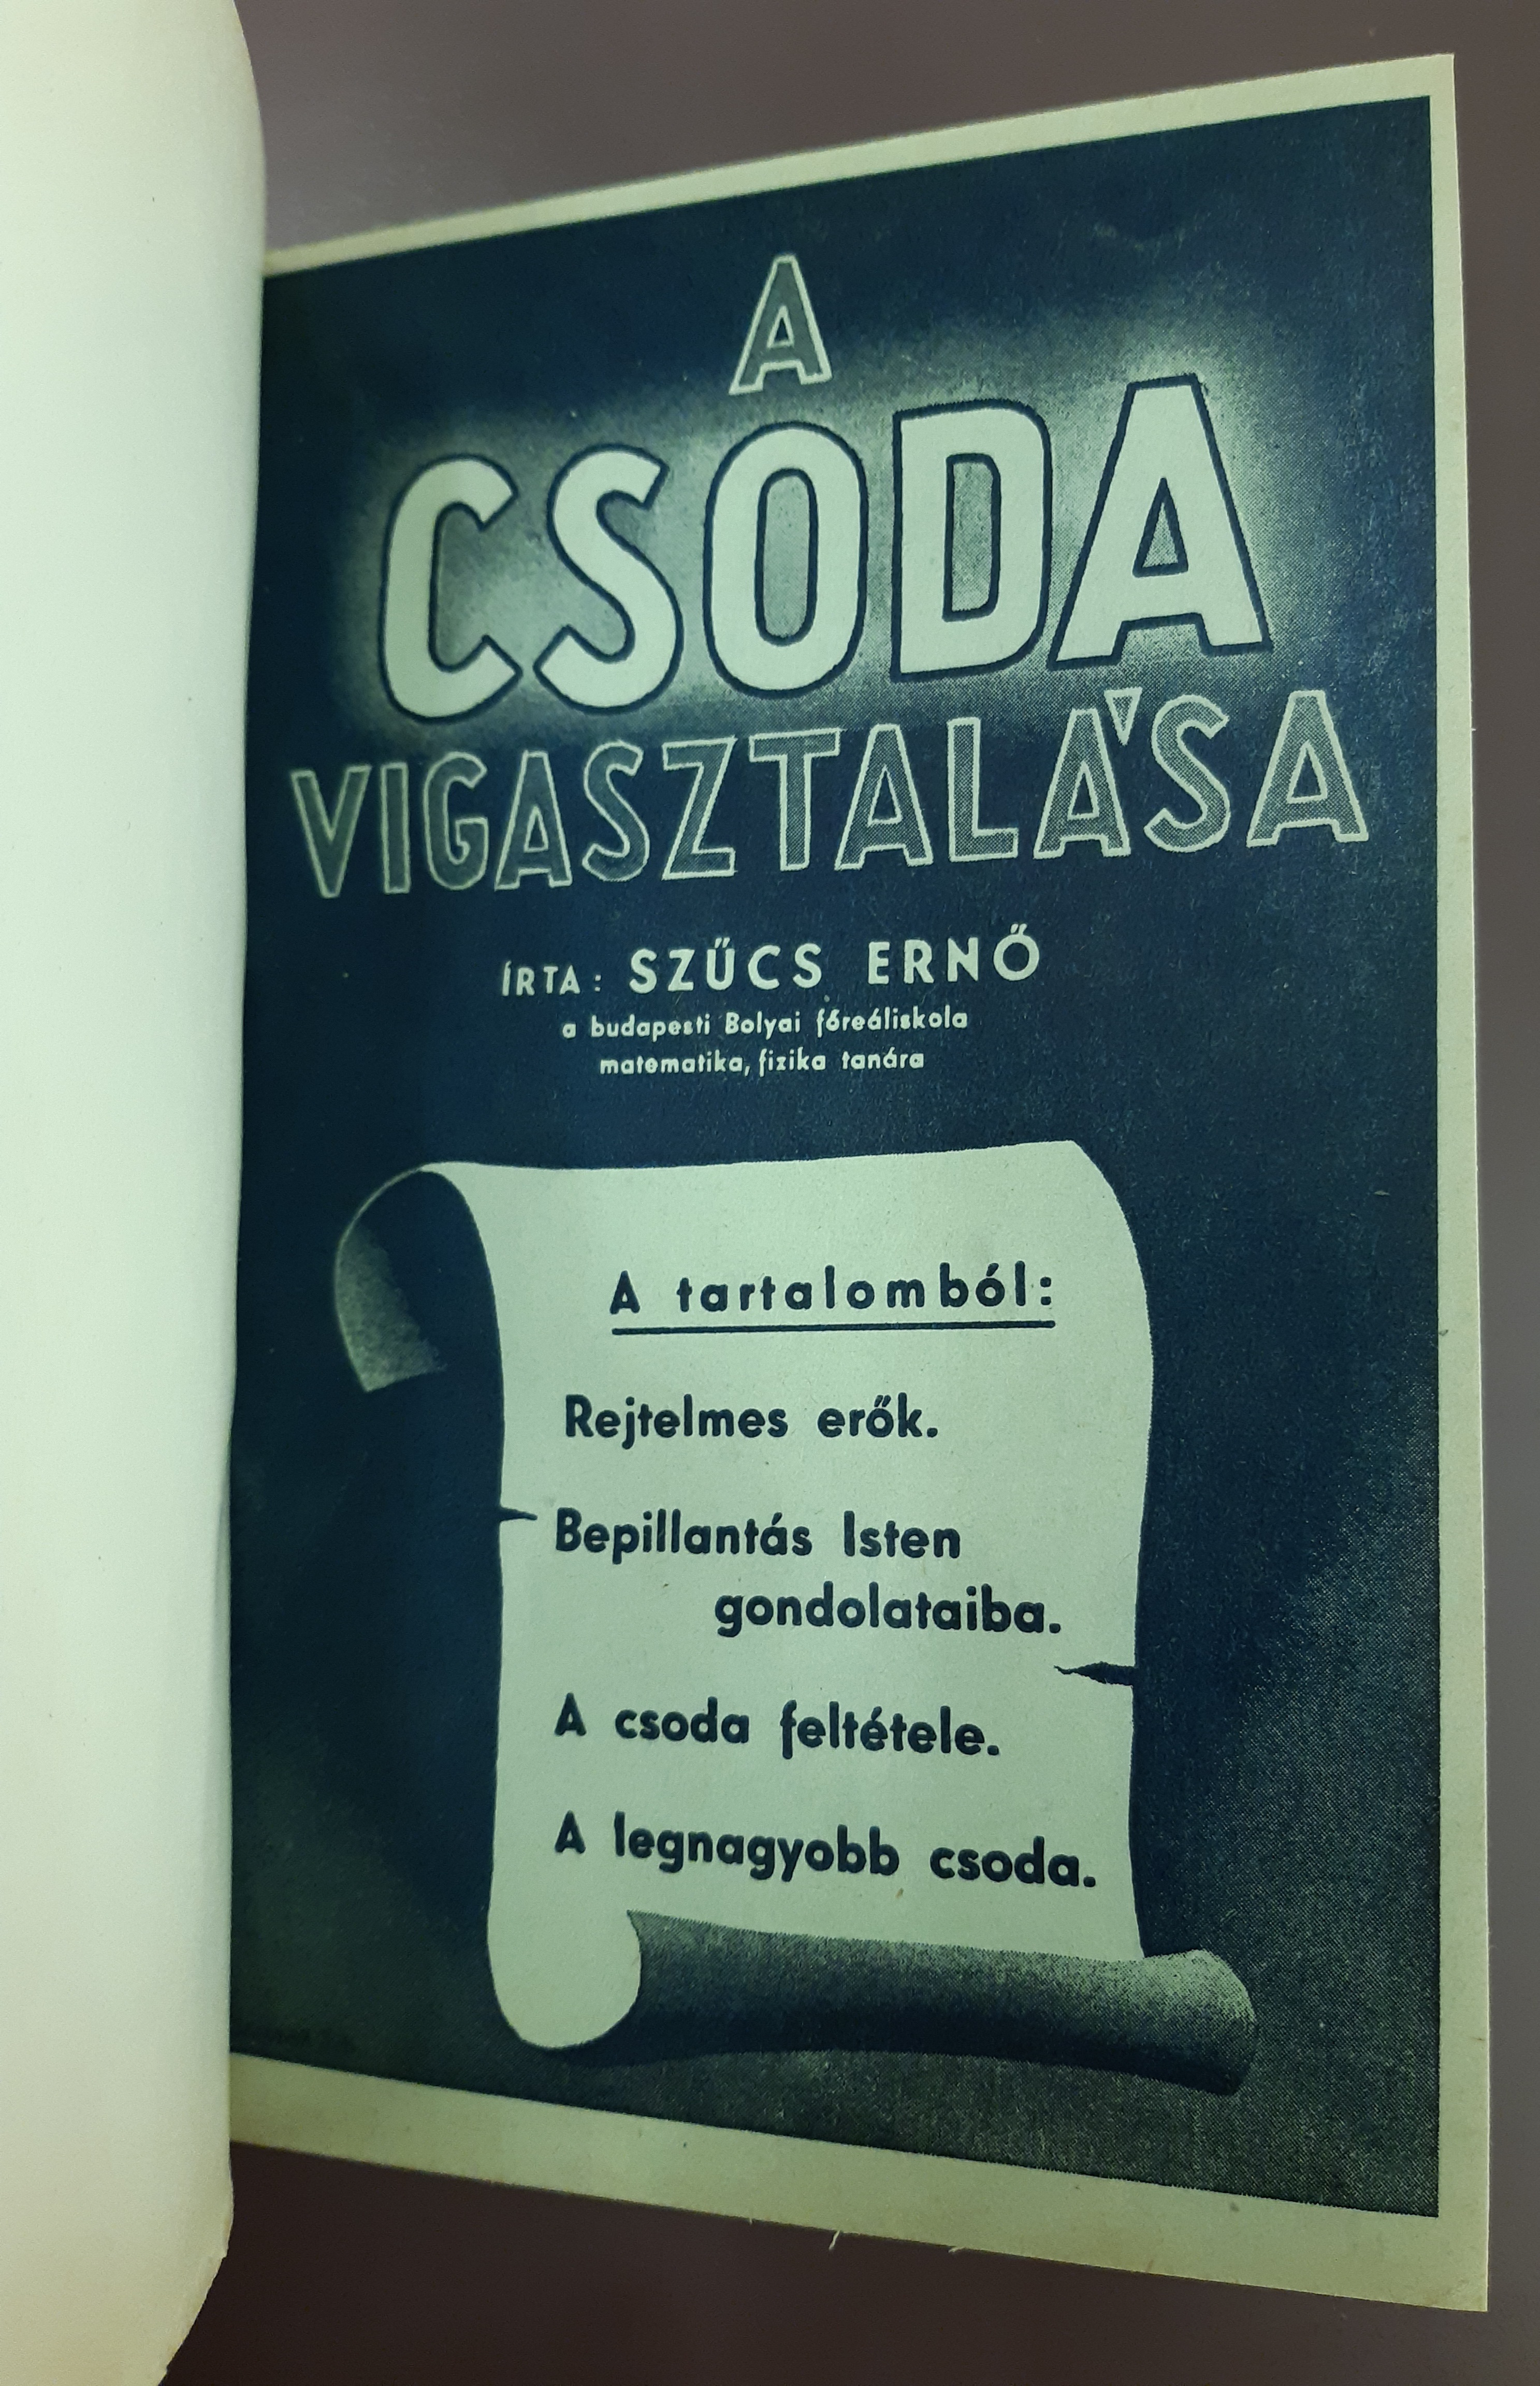 A
CSODA
VIGASZTALÁSA
ÍRTA: SZŰCS ERNŐ
a budapesti Bolyai főreáliskola
matematika, fizika tanára
A tartalomból:
Rejtelmes erők.
Bepillantás Isten
gondolataiba.
A csoda feltétele.
A legnagyobb csoda.